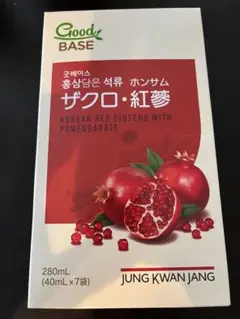 Good
BASE
굿베이스
홍삼담은 석류 ホンサム
ザクロ・紅蔘
KOREAN RED GINSENG WITH
POMEGRANATE
280mL
(40mL×7袋)
JUNG KWAN JANG